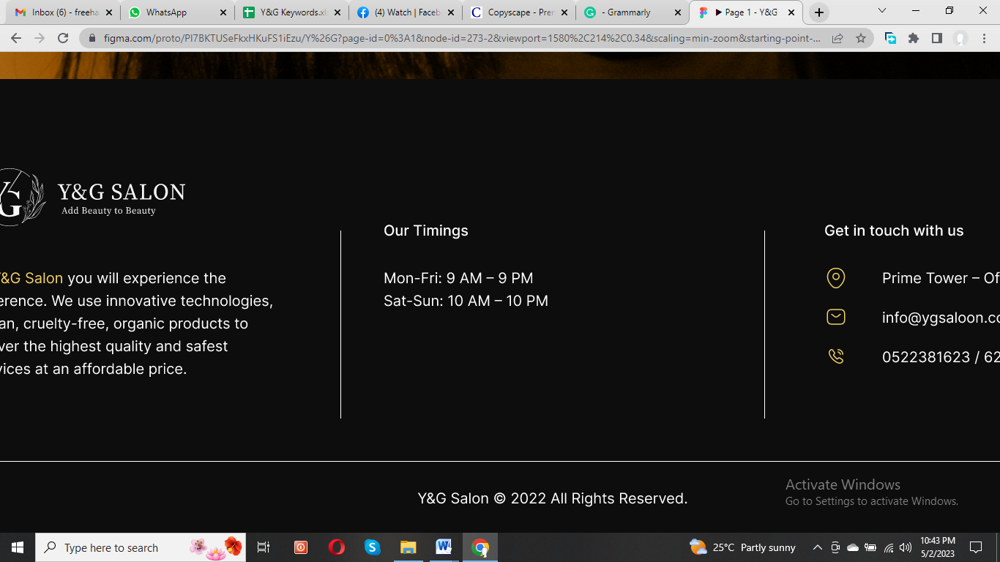 Inbox (6) - freeha
WhatsApp
Y&G Keywords.xl
(4) Watch | Faceb
Copyscape - Prer
- Grammarly
Page 1 - Y&G
figma.com/proto/PI7BKTUSeFkxHKuFS1iEzu/Y%26G?page-id=0%3A1&node-id=273-2&viewport=1580%2C214%2C0.34&scaling=min-zoom&starting-point-...
Y&G SALON
Add Beauty to Beauty
Y&G Salon you will experience the
erence. We use innovative technologies,
an, cruelty-free, organic products to
ver the highest quality and safest
vices at an affordable price.
Our Timings
Mon-Fri: 9 AM – 9 PM
Sat-Sun: 10 AM – 10 PM
Get in touch with us
Prime Tower – Of
info@ygsaloon.co
0522381623 / 62
Y&G Salon © 2022 All Rights Reserved.
Activate Windows
Go to Settings to activate Windows.
Type here to search
25°C Partly sunny
10:43 PM
5/2/2023